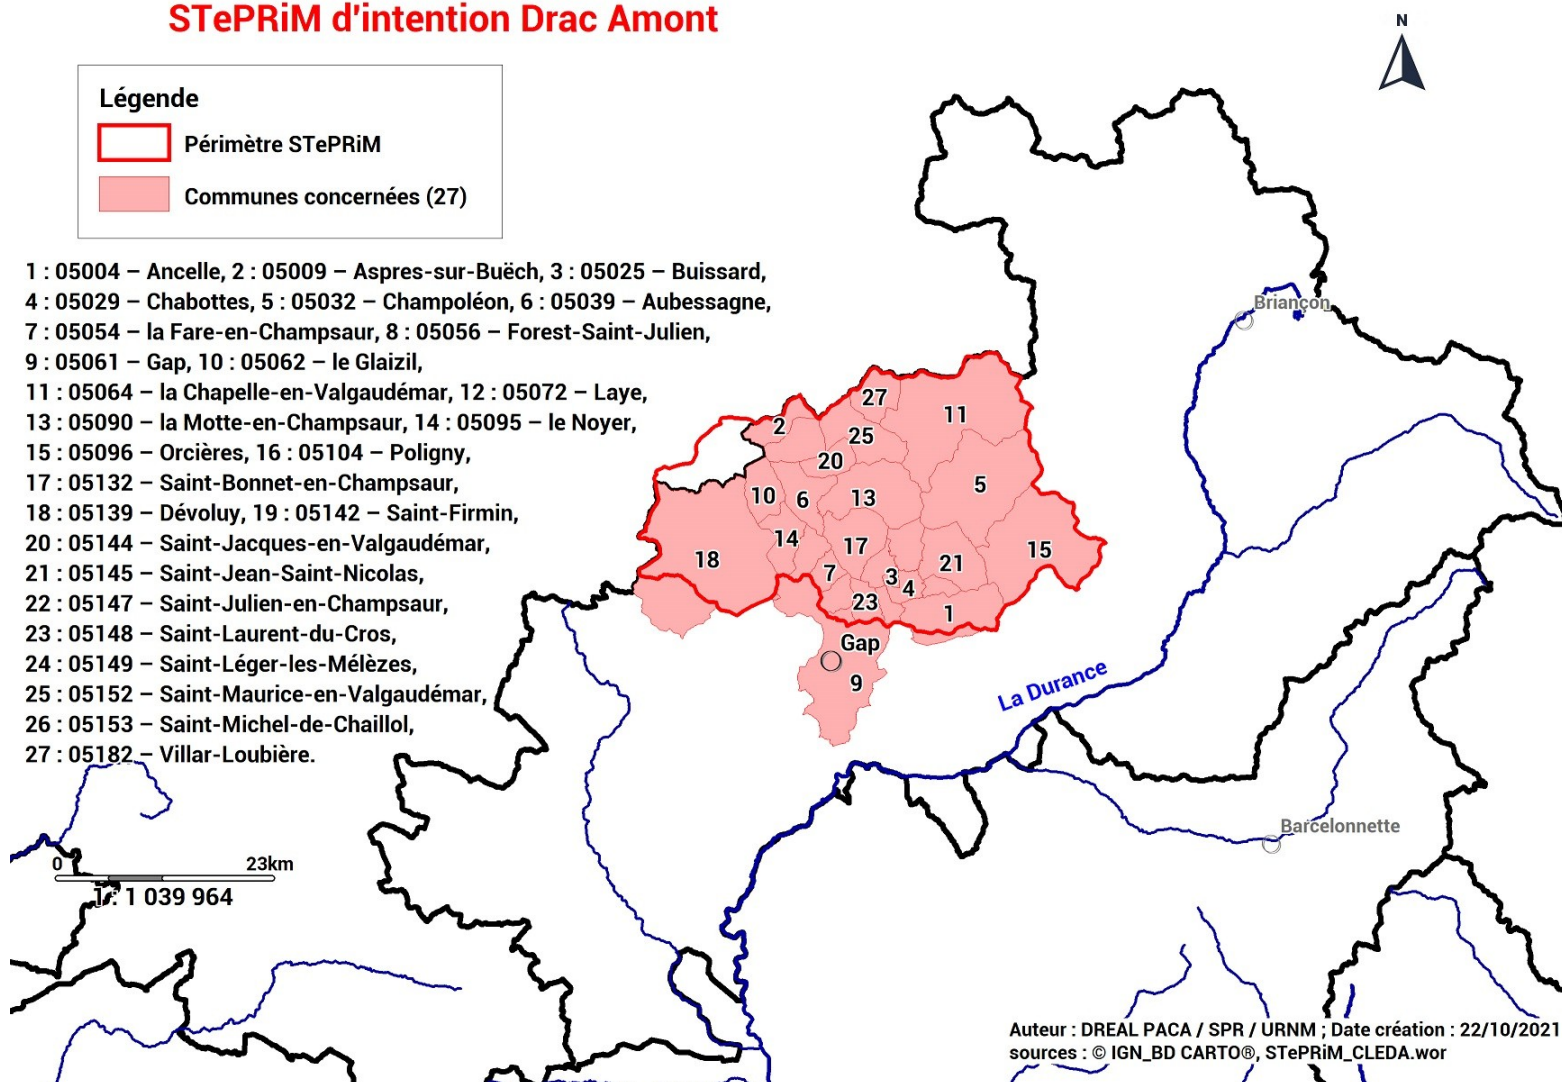 STePRiM d'intention Drac Amont
N
Légende
Périmètre STePRiM
Communes concernées (27)
1 : 05004 – Ancelle, 2 : 05009 – Aspres-sur-Buëch, 3 : 05025 – Buissard,
4 : 05029 – Chabottes, 5 : 05032 – Champoléon, 6 : 05039 – Aubessagne,
7 : 05054 – la Fare-en-Champsaur, 8 : 05056 – Forest-Saint-Julien,
9 : 05061 – Gap, 10 : 05062 – le Glaizil,
11 : 05064 – la Chapelle-en-Valgaudémar, 12 : 05072 – Laye,
13 : 05090 – la Motte-en-Champsaur, 14 : 05095 – le Noyer,
15 : 05096 – Orcières, 16 : 05104 – Poligny,
17 : 05132 – Saint-Bonnet-en-Champsaur,
18 : 05139 – Dévoluy, 19 : 05142 – Saint-Firmin,
20 : 05144 – Saint-Jacques-en-Valgaudémar,
21 : 05145 – Saint-Jean-Saint-Nicolas,
22 : 05147 – Saint-Julien-en-Champsaur,
23 : 05148 – Saint-Laurent-du-Cros,
24 : 05149 – Saint-Léger-les-Mélèzes,
25 : 05152 – Saint-Maurice-en-Valgaudémar,
26 : 05153 – Saint-Michel-de-Chaillol,
27 : 05182 – Villar-Loubière.
Briançon
27
11
2
25
20
5
10
6
13
14
17
15
18
21
7
3
4
23
1
Gap
9
La Durance
Barcelonnette
0
23km
1 : 1 039 964
Auteur : DREAL PACA / SPR / URNM ; Date création : 22/10/2021
sources : © IGN_BD CARTO®, STePRiM_CLEDA.wor